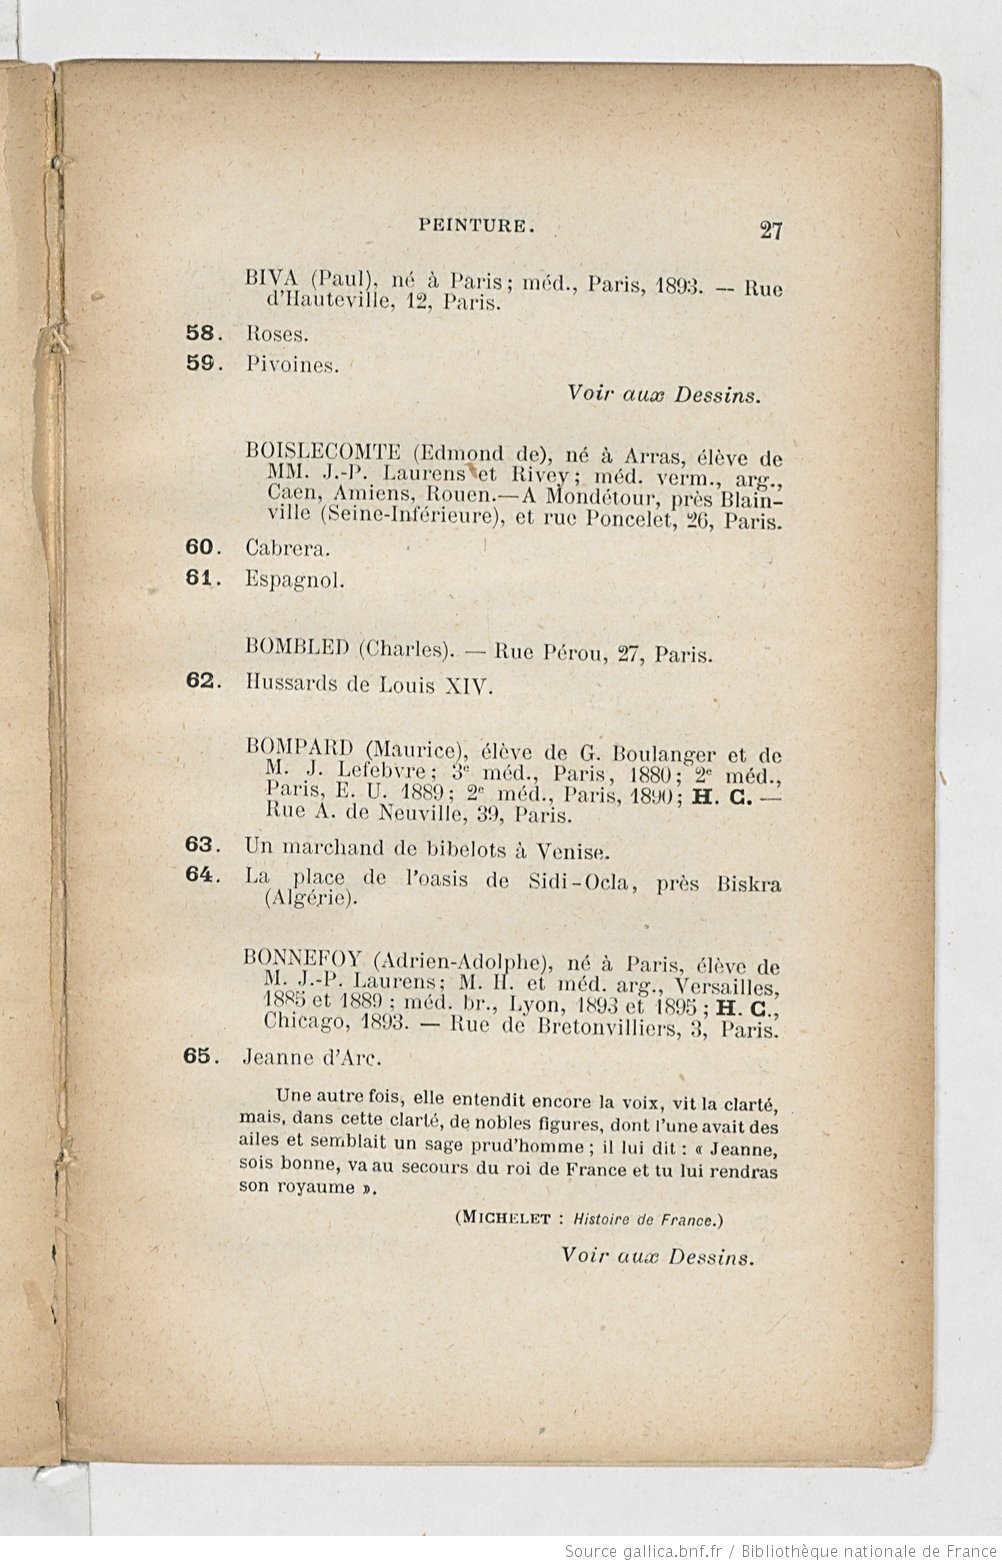 PEINTURE. 27
BIVA (Paul), né à Paris; méd., Paris, 1893. — Rue
d'Hauteville, 12, Paris.
58. Roses.
59. Pivoines.
Voir aux Dessins.
BOISLECOMTE (Edmond de), né à Arras, élève de
MM. J.-P. Laurens et Rivey; méd. verm., arg.,
Caen, Amiens, Rouen.—A Mondétour, près Blain-
ville (Seine-Inférieure), et rue Poncelet, 26, Paris.
60. Cabrera.
61. Espagnol.
BOMBLED (Charles). — Rue Pérou, 27, Paris.
62. Hussards de Louis XIV.
BOMPARD (Maurice), élève de G. Boulanger et de
M. J. Lefebvre; 3e méd., Paris, 1880; 2e méd.,
Paris, E. U. 1889; 2e méd., Paris, 1890; H. C. —
Rue A. de Neuville, 39, Paris.
63. Un marchand de bibelots à Venise.
64. La place de l'oasis de Sidi-Ocla, près Biskra
(Algérie).
BONNEFOY (Adrien-Adolphe), né à Paris, élève de
M. J.-P. Laurens; M. H. et méd. arg., Versailles,
1885 et 1889; méd. br., Lyon, 1893 et 1895; H. C.,
Chicago, 1893. — Rue de Bretonvilliers, 3, Paris.
65. Jeanne d'Arc.
Une autre fois, elle entendit encore la voix, vit la clarté,
mais, dans cette clarté, de nobles figures, dont l'une avait des
ailes et semblait un sage prud'homme; il lui dit : « Jeanne,
sois bonne, va au secours du roi de France et tu lui rendras
son royaume ».
(MICHELET : Histoire de France.)
Voir aux Dessins.
Source gallica.bnf.fr / Bibliothèque nationale de France